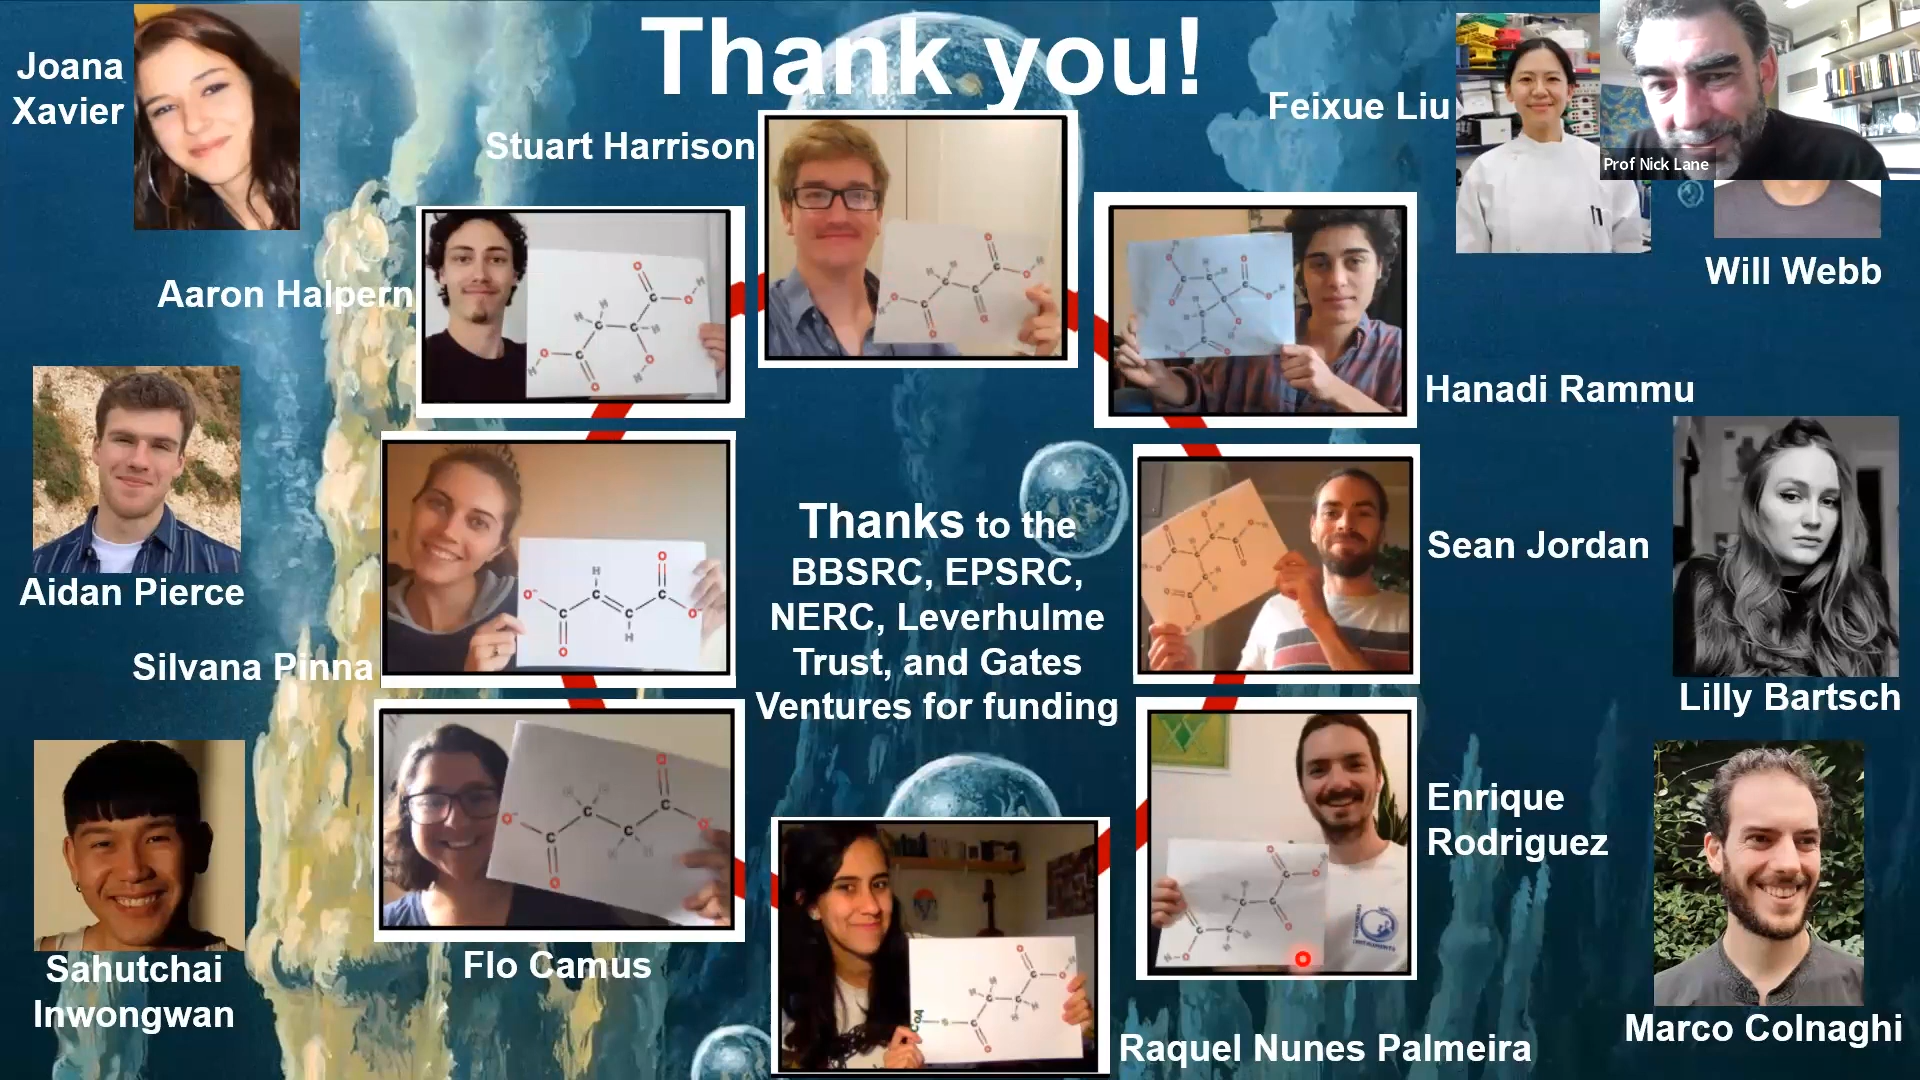 Thank you!
Joana
Xavier
Stuart Harrison
Feixue Liu
Prof Nick Lane
Will Webb
Aaron Halpern
Hanadi Rammu
Aidan Pierce
Thanks to the
BBSRC, EPSRC,
NERC, Leverhulme
Trust, and Gates
Ventures for funding
Sean Jordan
Silvana Pinna
Lilly Bartsch
Enrique
Rodriguez
Sahutchai
Inwongwan
Flo Camus
CoA
Raquel Nunes Palmeira
Marco Colnaghi